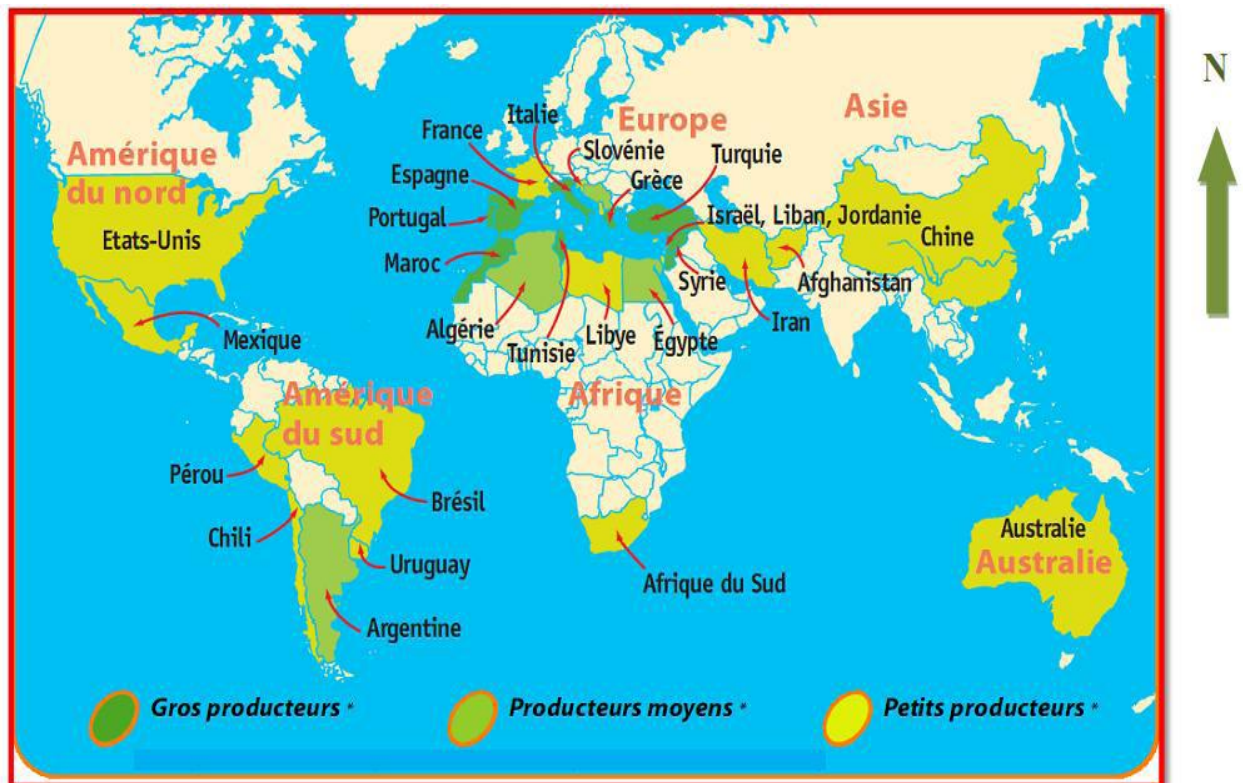 N
Italie
France
Europe
Asie
Amérique
du nord
Slovénie
Turquie
Espagne
Grèce
Portugal
Israël, Liban, Jordanie
Etats-Unis
Chine
Maroc
Syrie
Afghanistan
Mexique
Algérie
Tunisie
Libye
Égypte
Iran
Amérique
du sud
Afrique
Pérou
Brésil
Chili
Australie
Australie
Uruguay
Afrique du Sud
Argentine
Gros producteurs *
Producteurs moyens *
Petits producteurs *